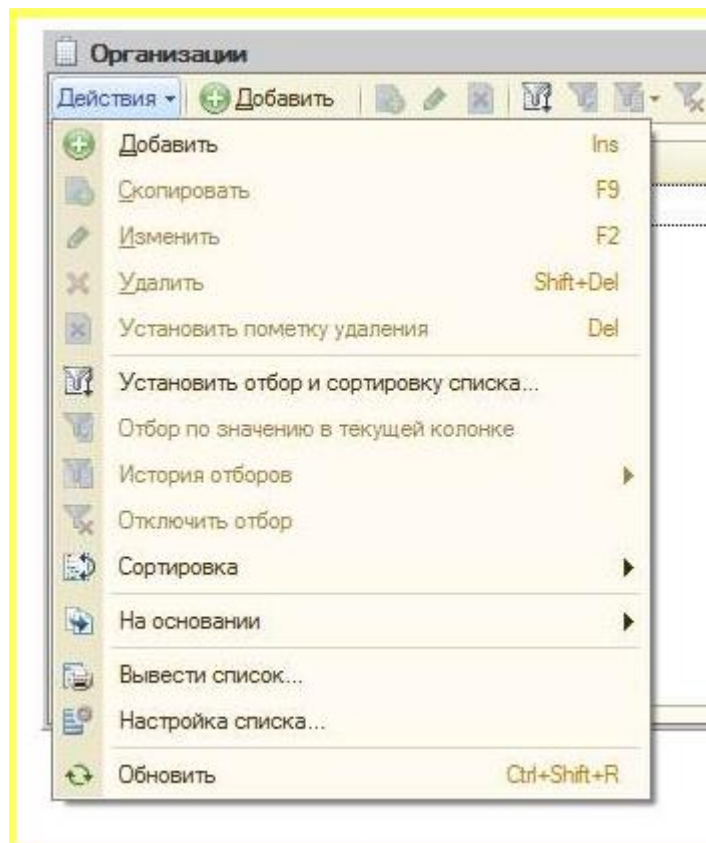 Организации
Действия Добавить
Добавить Ins
Скопировать F9
Изменить F2
Удалить Shift+Del
Установить пометку удаления Del
Установить отбор и сортировку списка...
Отбор по значению в текущей колонке
История отборов
Отключить отбор
Сортировка
На основании
Вывести список...
Настройка списка...
Обновить Ctrl+Shift+R